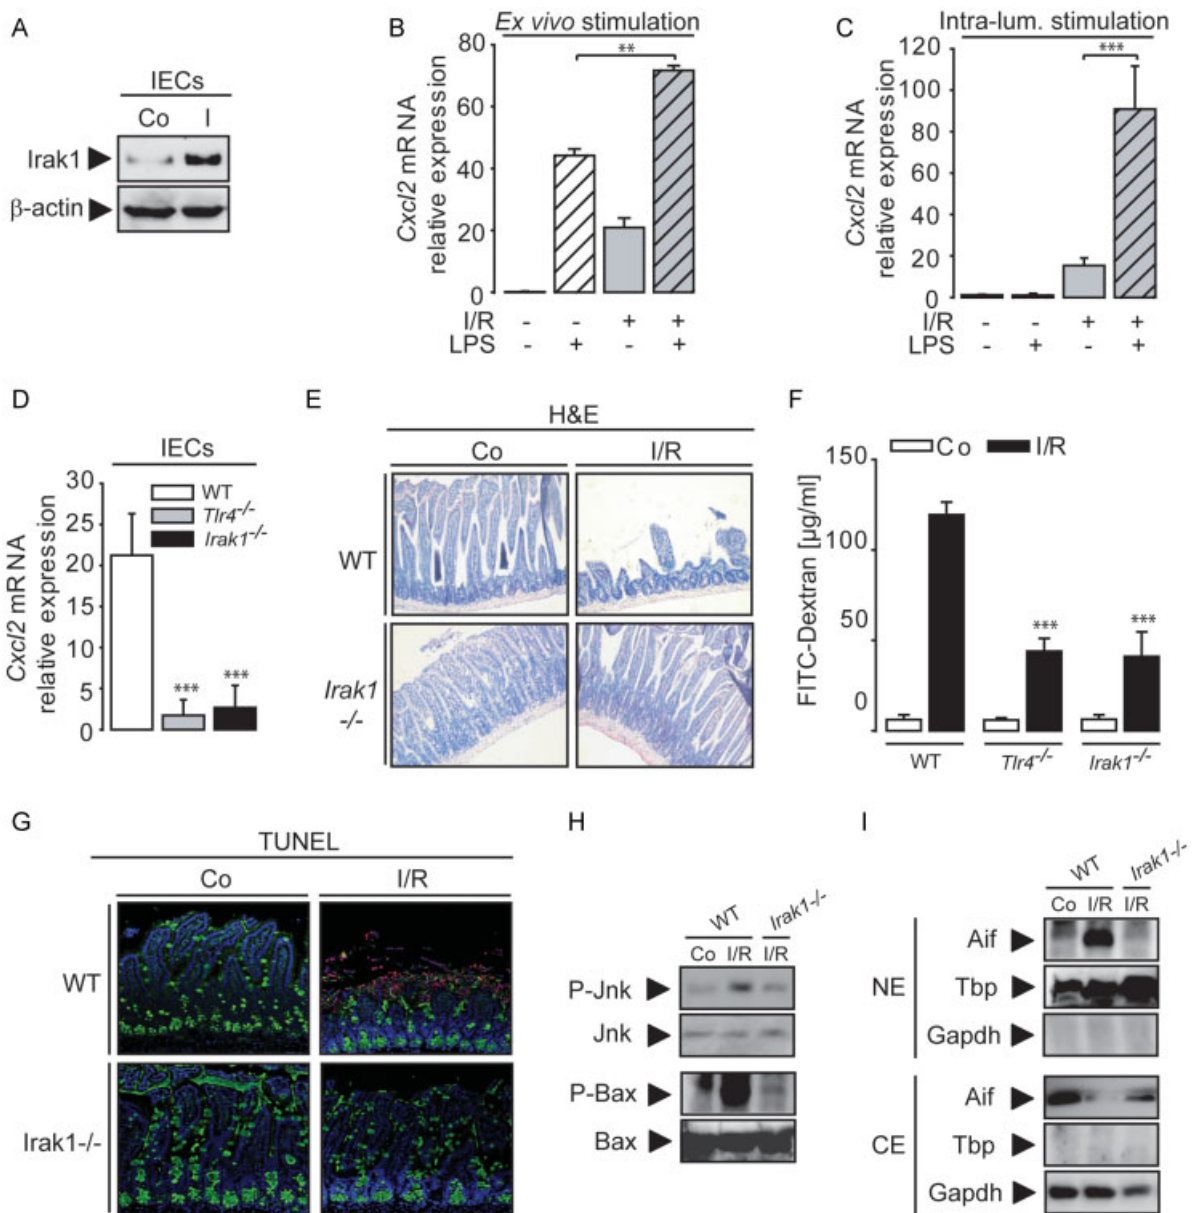 A
IECs
Co I
Irak1
β-actin
B
Ex vivo stimulation
Cxcl2 mRNA
relative expression
80
60
40
20
0
**
I/R - - + +
LPS - + - +
C
Intra-lum. stimulation
Cxcl2 mRNA
relative expression
120
100
80
60
40
20
0
***
I/R - - + +
LPS - + - +
D
IECs
Cxcl2 mRNA
relative expression
30
25
20
15
10
5
0
WT
Tlr4-/-
Irak1-/-
*** ***
E
H&E
Co I/R
WT
Irak1
-/-
F
Co I/R
FITC-Dextran [µg/ml]
150
100
50
0
*** ***
WT Tlr4-/- Irak1-/-
G
TUNEL
Co I/R
WT
Irak1-/-
H
WT Irak1-/-
Co I/R I/R
P-Jnk
Jnk
P-Bax
Bax
I
WT Irak1-/-
Co I/R I/R
NE
Aif
Tbp
Gapdh
CE
Aif
Tbp
Gapdh